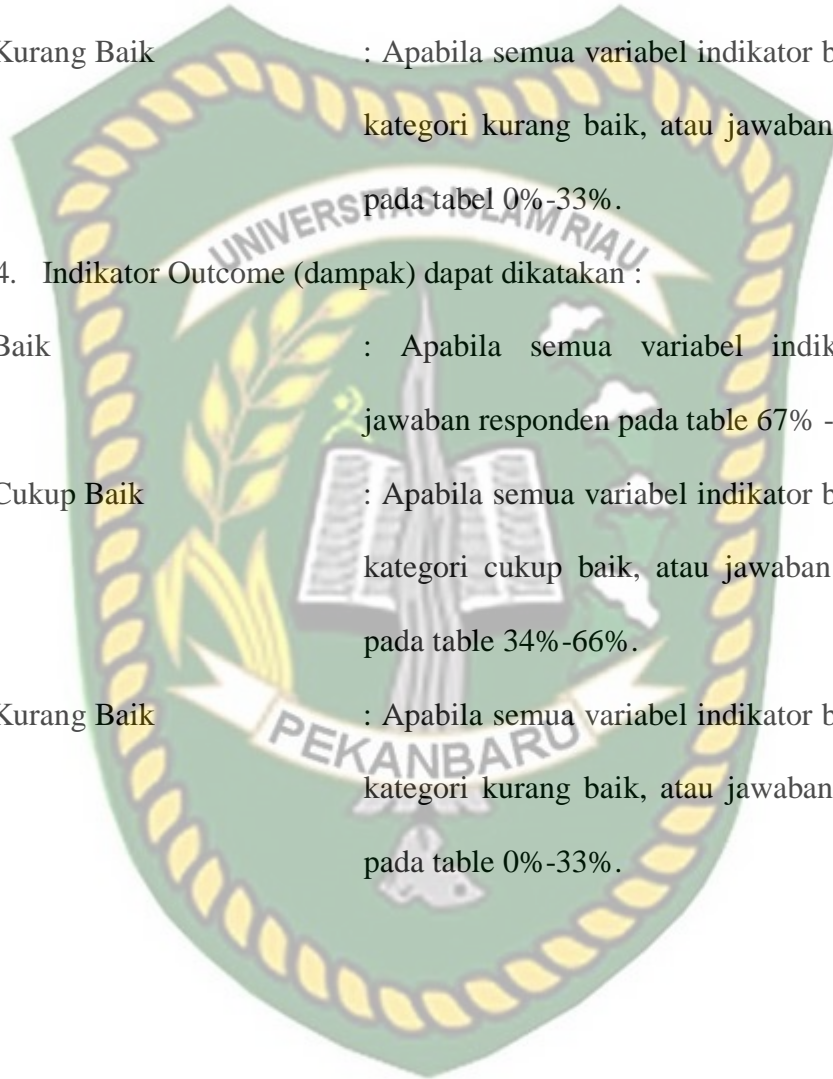 Kurang Baik : Apabila semua variabel indikator b
kategori kurang baik, atau jawaban
pada tabel 0%-33%.
UNIVERSITAS ISLAM RIAU
4. Indikator Outcome (dampak) dapat dikatakan :
Baik : Apabila semua variabel indik
jawaban responden pada table 67% -
Cukup Baik : Apabila semua variabel indikator b
kategori cukup baik, atau jawaban
pada table 34%-66%.
Kurang Baik : Apabila semua variabel indikator b
PEKANBARU
kategori kurang baik, atau jawaban
pada table 0%-33%.